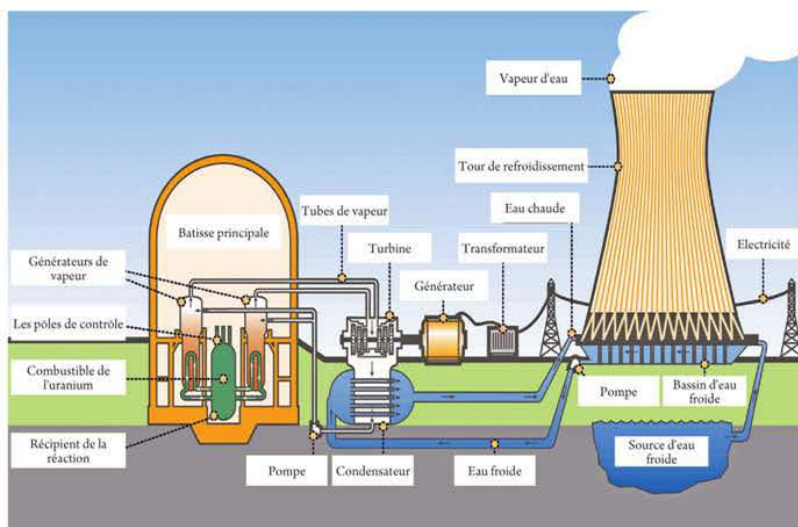 Vapeur d'eau
Tour de refroidissement
Tubes de vapeur
Eau chaude
Batisse principale
Turbine
Transformateur
Electricité
Générateurs de
vapeur
Générateur
Les pôles de contrôle
Combustible de
l'uranium
Pompe
Bassin d'eau
froide
Récipient de la
réaction
Pompe
Condensateur
Eau froide
Source d'eau
froide